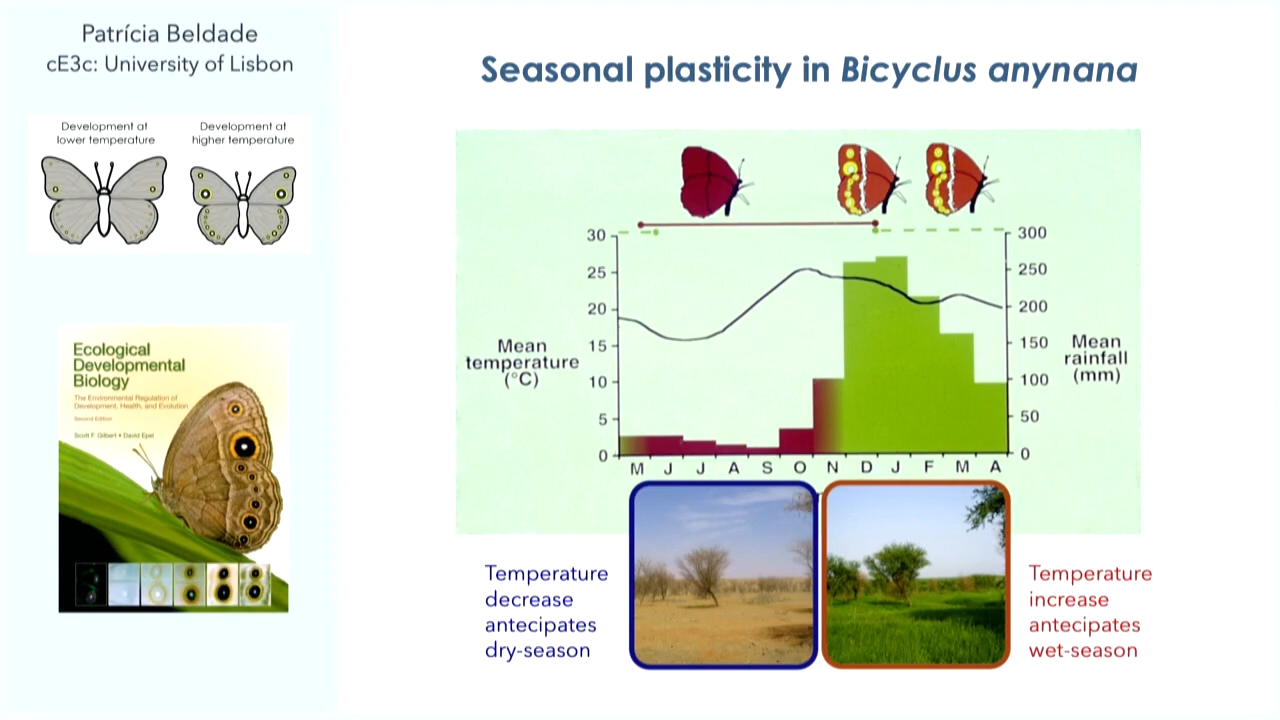 Patrícia Beldade
cE3c: University of Lisbon
Development at
lower temperature
Development at
higher temperature
Ecological
Developmental
Biology
The Environmental Regulation of
Development, Health, and Evolution
Second Edition
Scott F. Gilbert • David Epel
Seasonal plasticity in Bicyclus anynana
30
25
20
15
10
5
0
Mean
temperature
(°C)
300
250
200
150
100
50
0
Mean
rainfall
(mm)
M J J A S O N D J F M A
Temperature
decrease
antecipates
dry-season
Temperature
increase
antecipates
wet-season